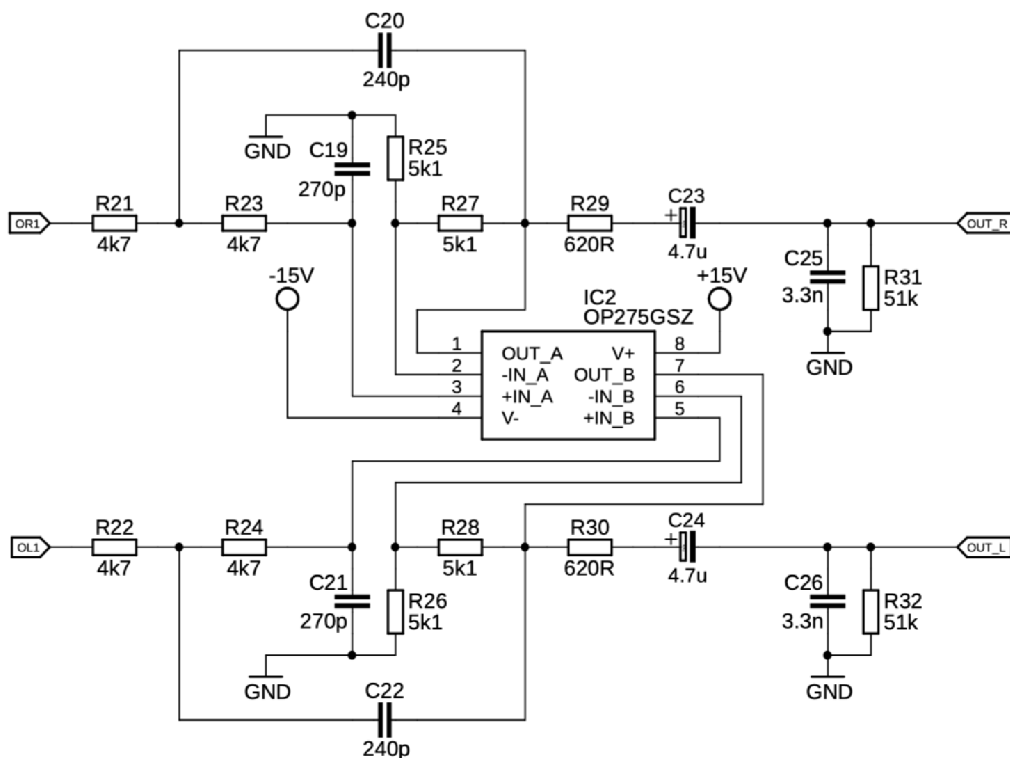 C20
240p
GND
C19
270p
R25
5k1
OR1
R21
4k7
R23
4k7
R27
5k1
R29
620R
+
C23
4.7u
OUT_R
C25
3.3n
R31
51k
GND
-15V
+15V
IC2
OP275GSZ
1 OUT_A V+ 8
2 -IN_A OUT_B 7
3 +IN_A -IN_B 6
4 V- +IN_B 5
OL1
R22
4k7
R24
4k7
R28
5k1
R30
620R
+
C24
4.7u
OUT_L
C21
270p
R26
5k1
GND
C26
3.3n
R32
51k
GND
C22
240p